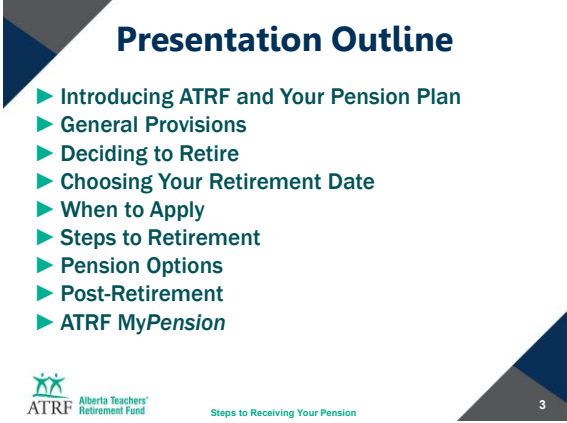 Presentation Outline
► Introducing ATRF and Your Pension Plan
► General Provisions
► Deciding to Retire
► Choosing Your Retirement Date
► When to Apply
► Steps to Retirement
► Pension Options
► Post-Retirement
► ATRF MyPension
ATRF Alberta Teachers'
Retirement Fund
Steps to Receiving Your Pension
3